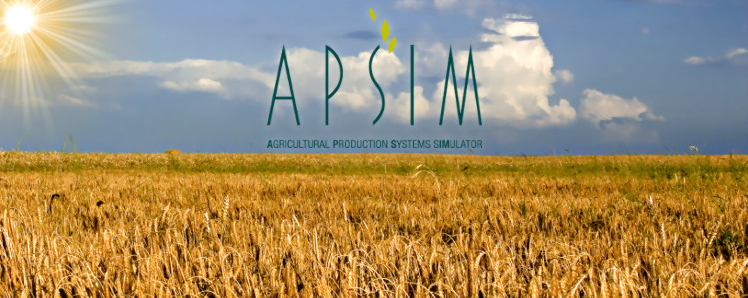 APSIM
AGRICULTURAL PRODUCTION SYSTEMS SIMULATOR